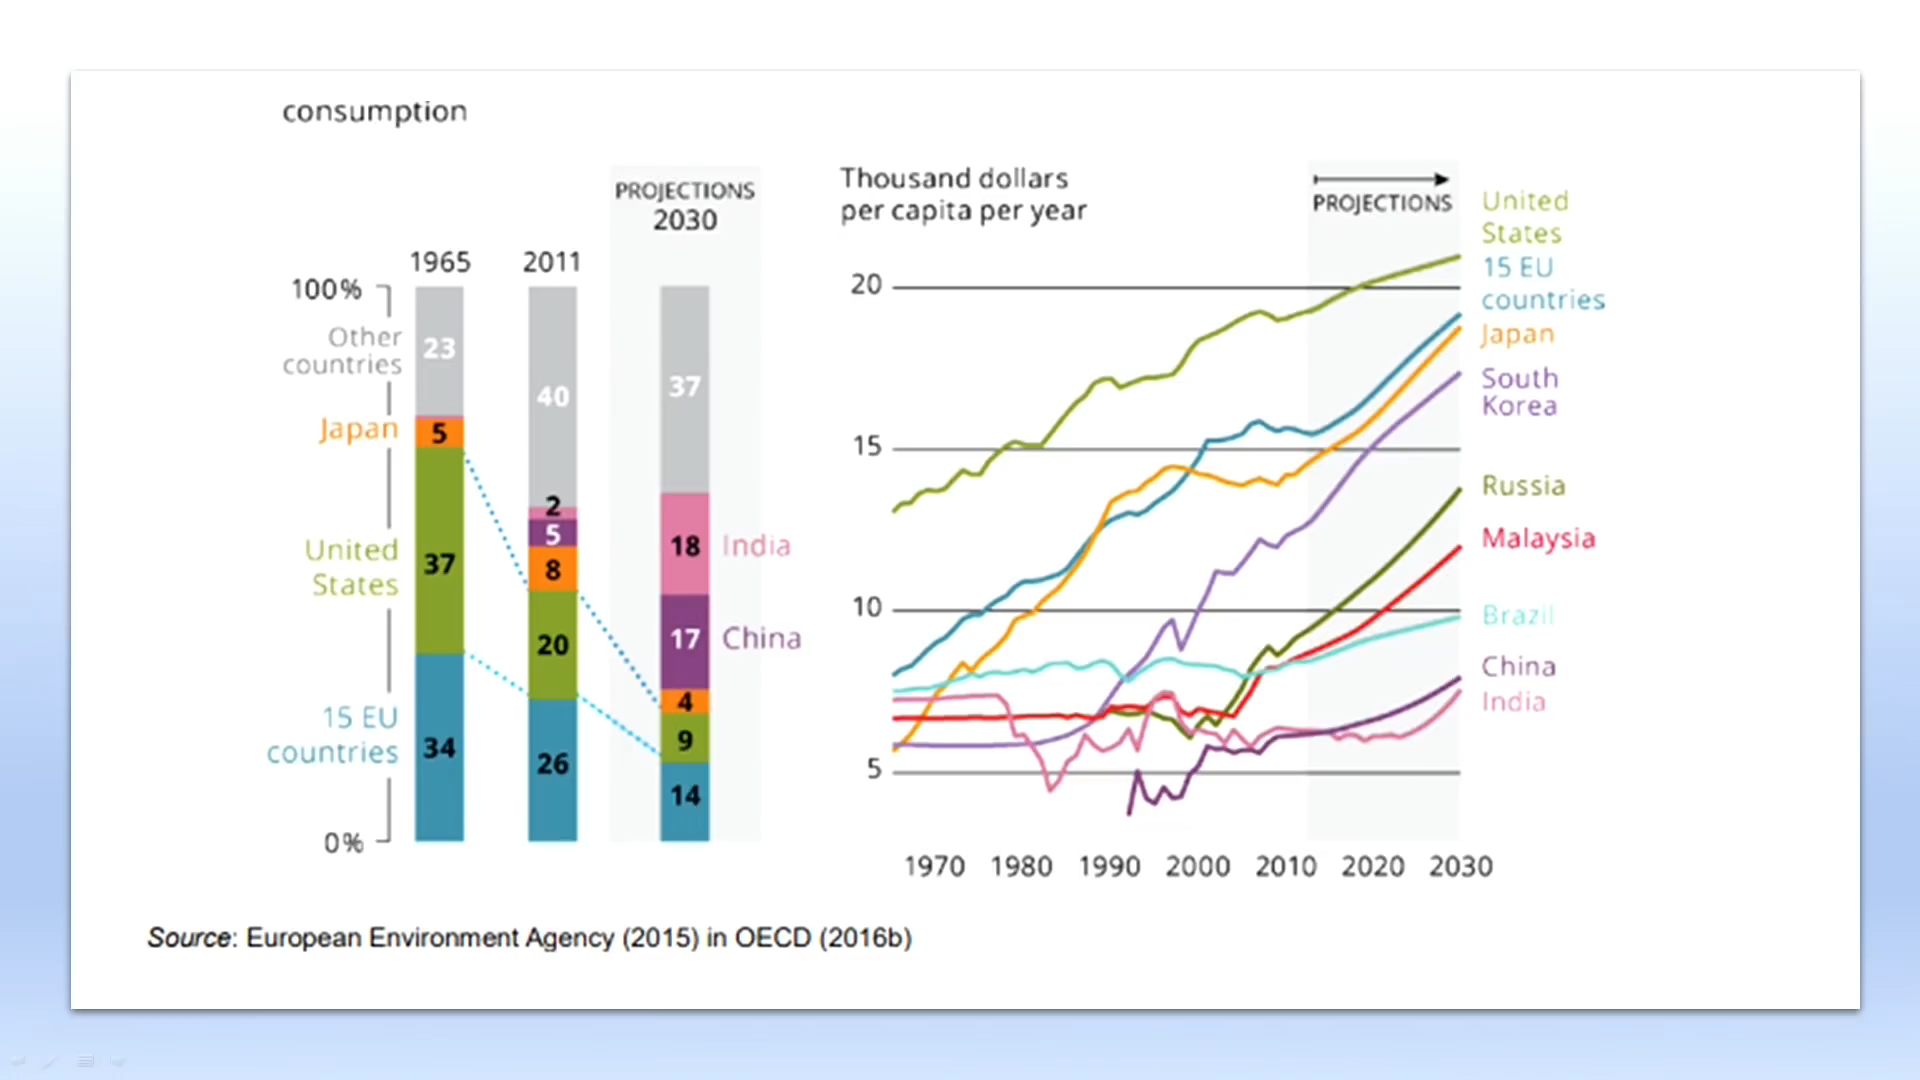 consumption
PROJECTIONS
2030
1965
2011
100%
Other
countries
23
40
37
Japan
5
2
5
8
18
India
United
States
37
20
17
China
4
9
15 EU
countries
34
26
14
0%
Thousand dollars
per capita per year
PROJECTIONS
20
15
10
5
United
States
15 EU
countries
Japan
South
Korea
Russia
Malaysia
Brazil
China
India
1970 1980 1990 2000 2010 2020 2030
Source: European Environment Agency (2015) in OECD (2016b)